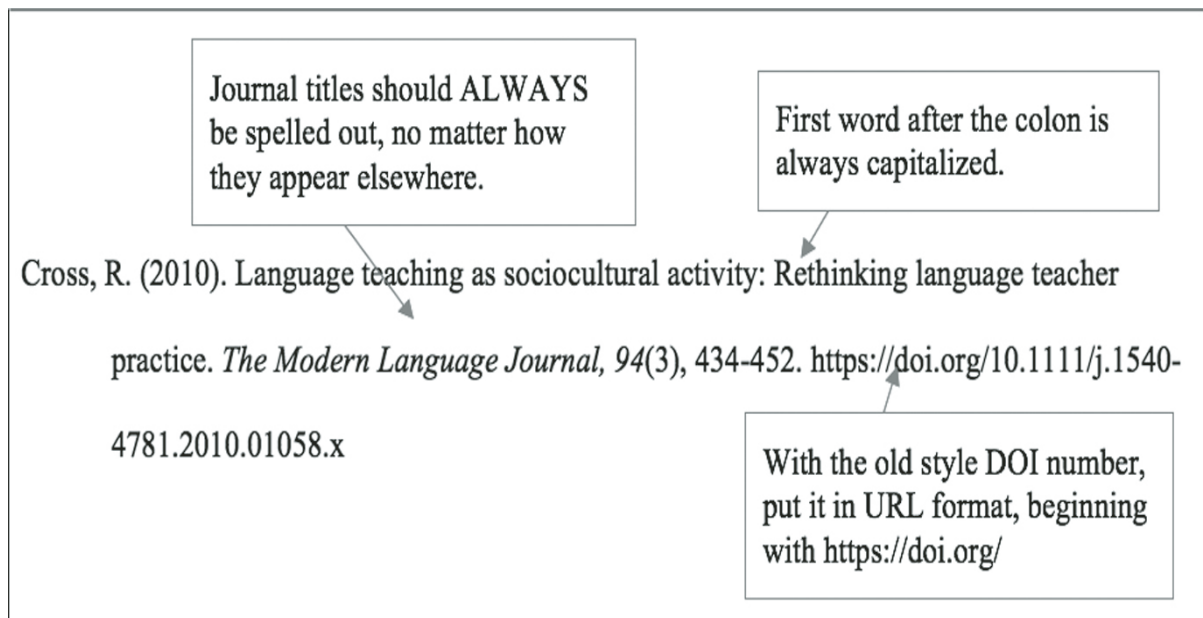 Journal titles should ALWAYS
be spelled out, no matter how
they appear elsewhere.
First word after the colon is
always capitalized.
Cross, R. (2010). Language teaching as sociocultural activity: Rethinking language teacher
practice. The Modern Language Journal, 94(3), 434-452. https://doi.org/10.1111/j.1540-
4781.2010.01058.x
With the old style DOI number,
put it in URL format, beginning
with https://doi.org/